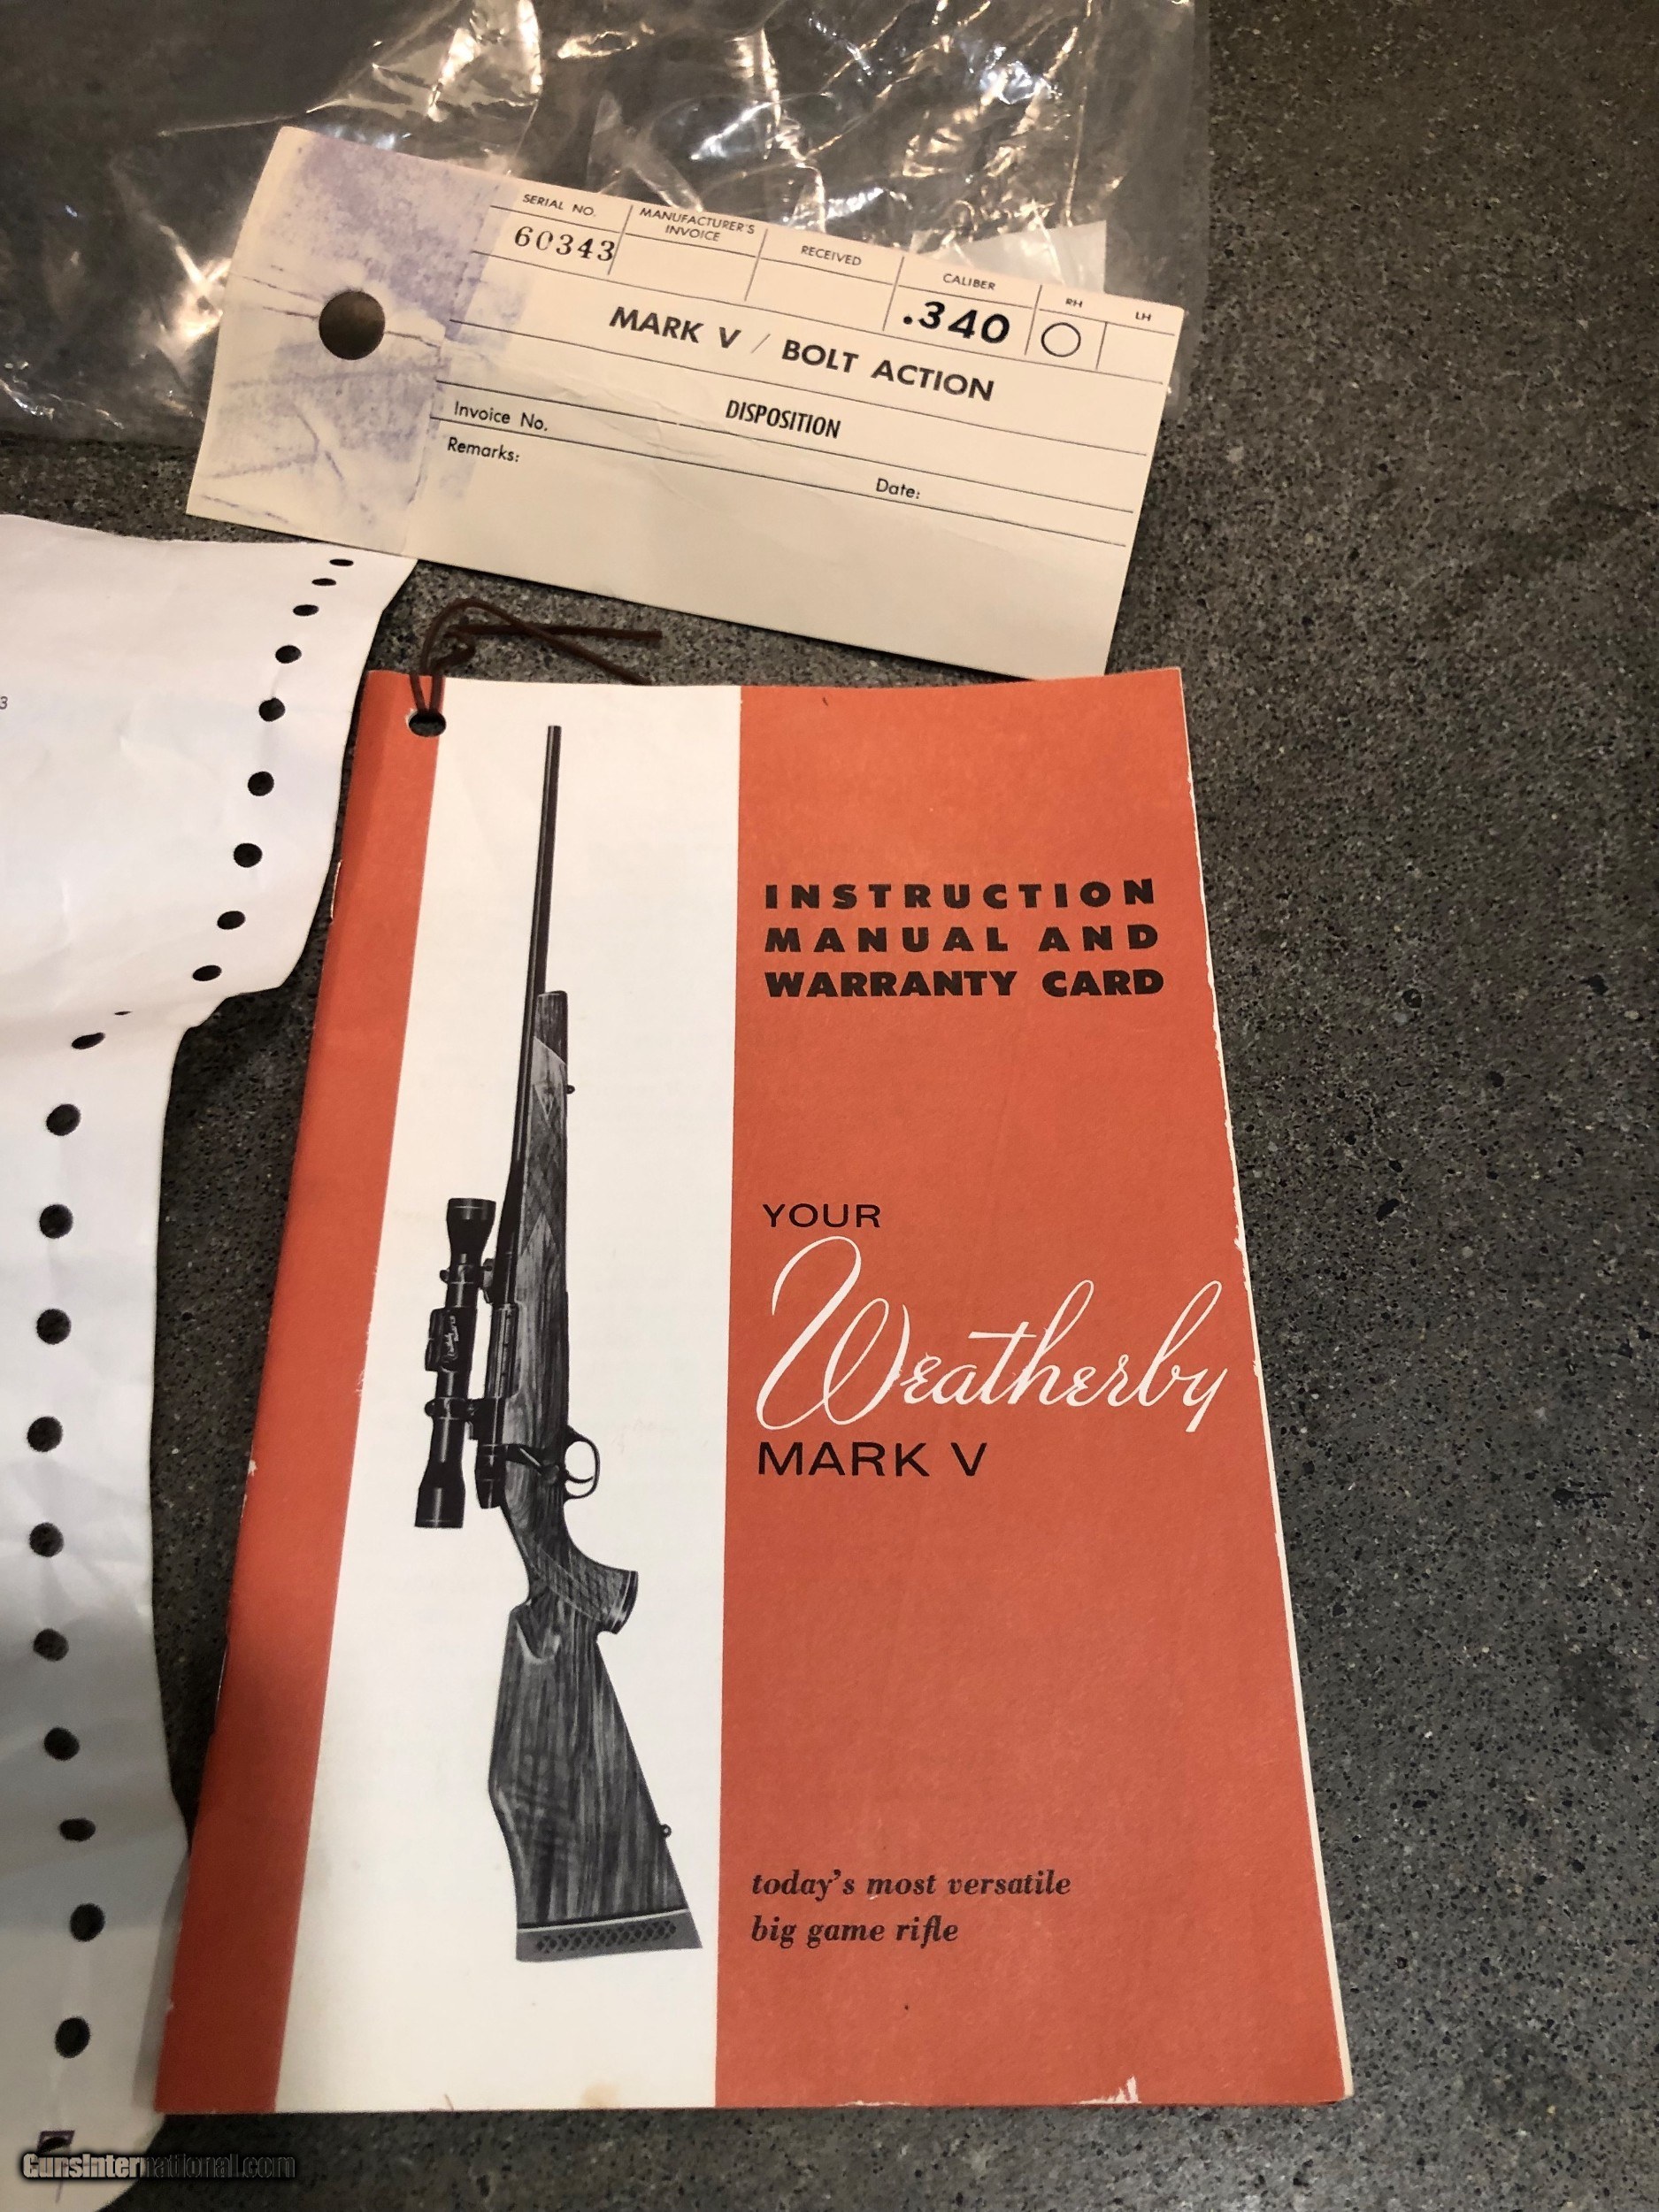 SERIAL NO.
MANUFACTURER'S
INVOICE
RECEIVED
CALIBER
RH
LH
60343
.340
MARK V / BOLT ACTION
DISPOSITION
Invoice No.
Date:
Remarks:
3
INSTRUCTION
MANUAL AND
WARRANTY CARD
YOUR
Weatherby
MARK V
today's most versatile
big game rifle
GunsInternational.com